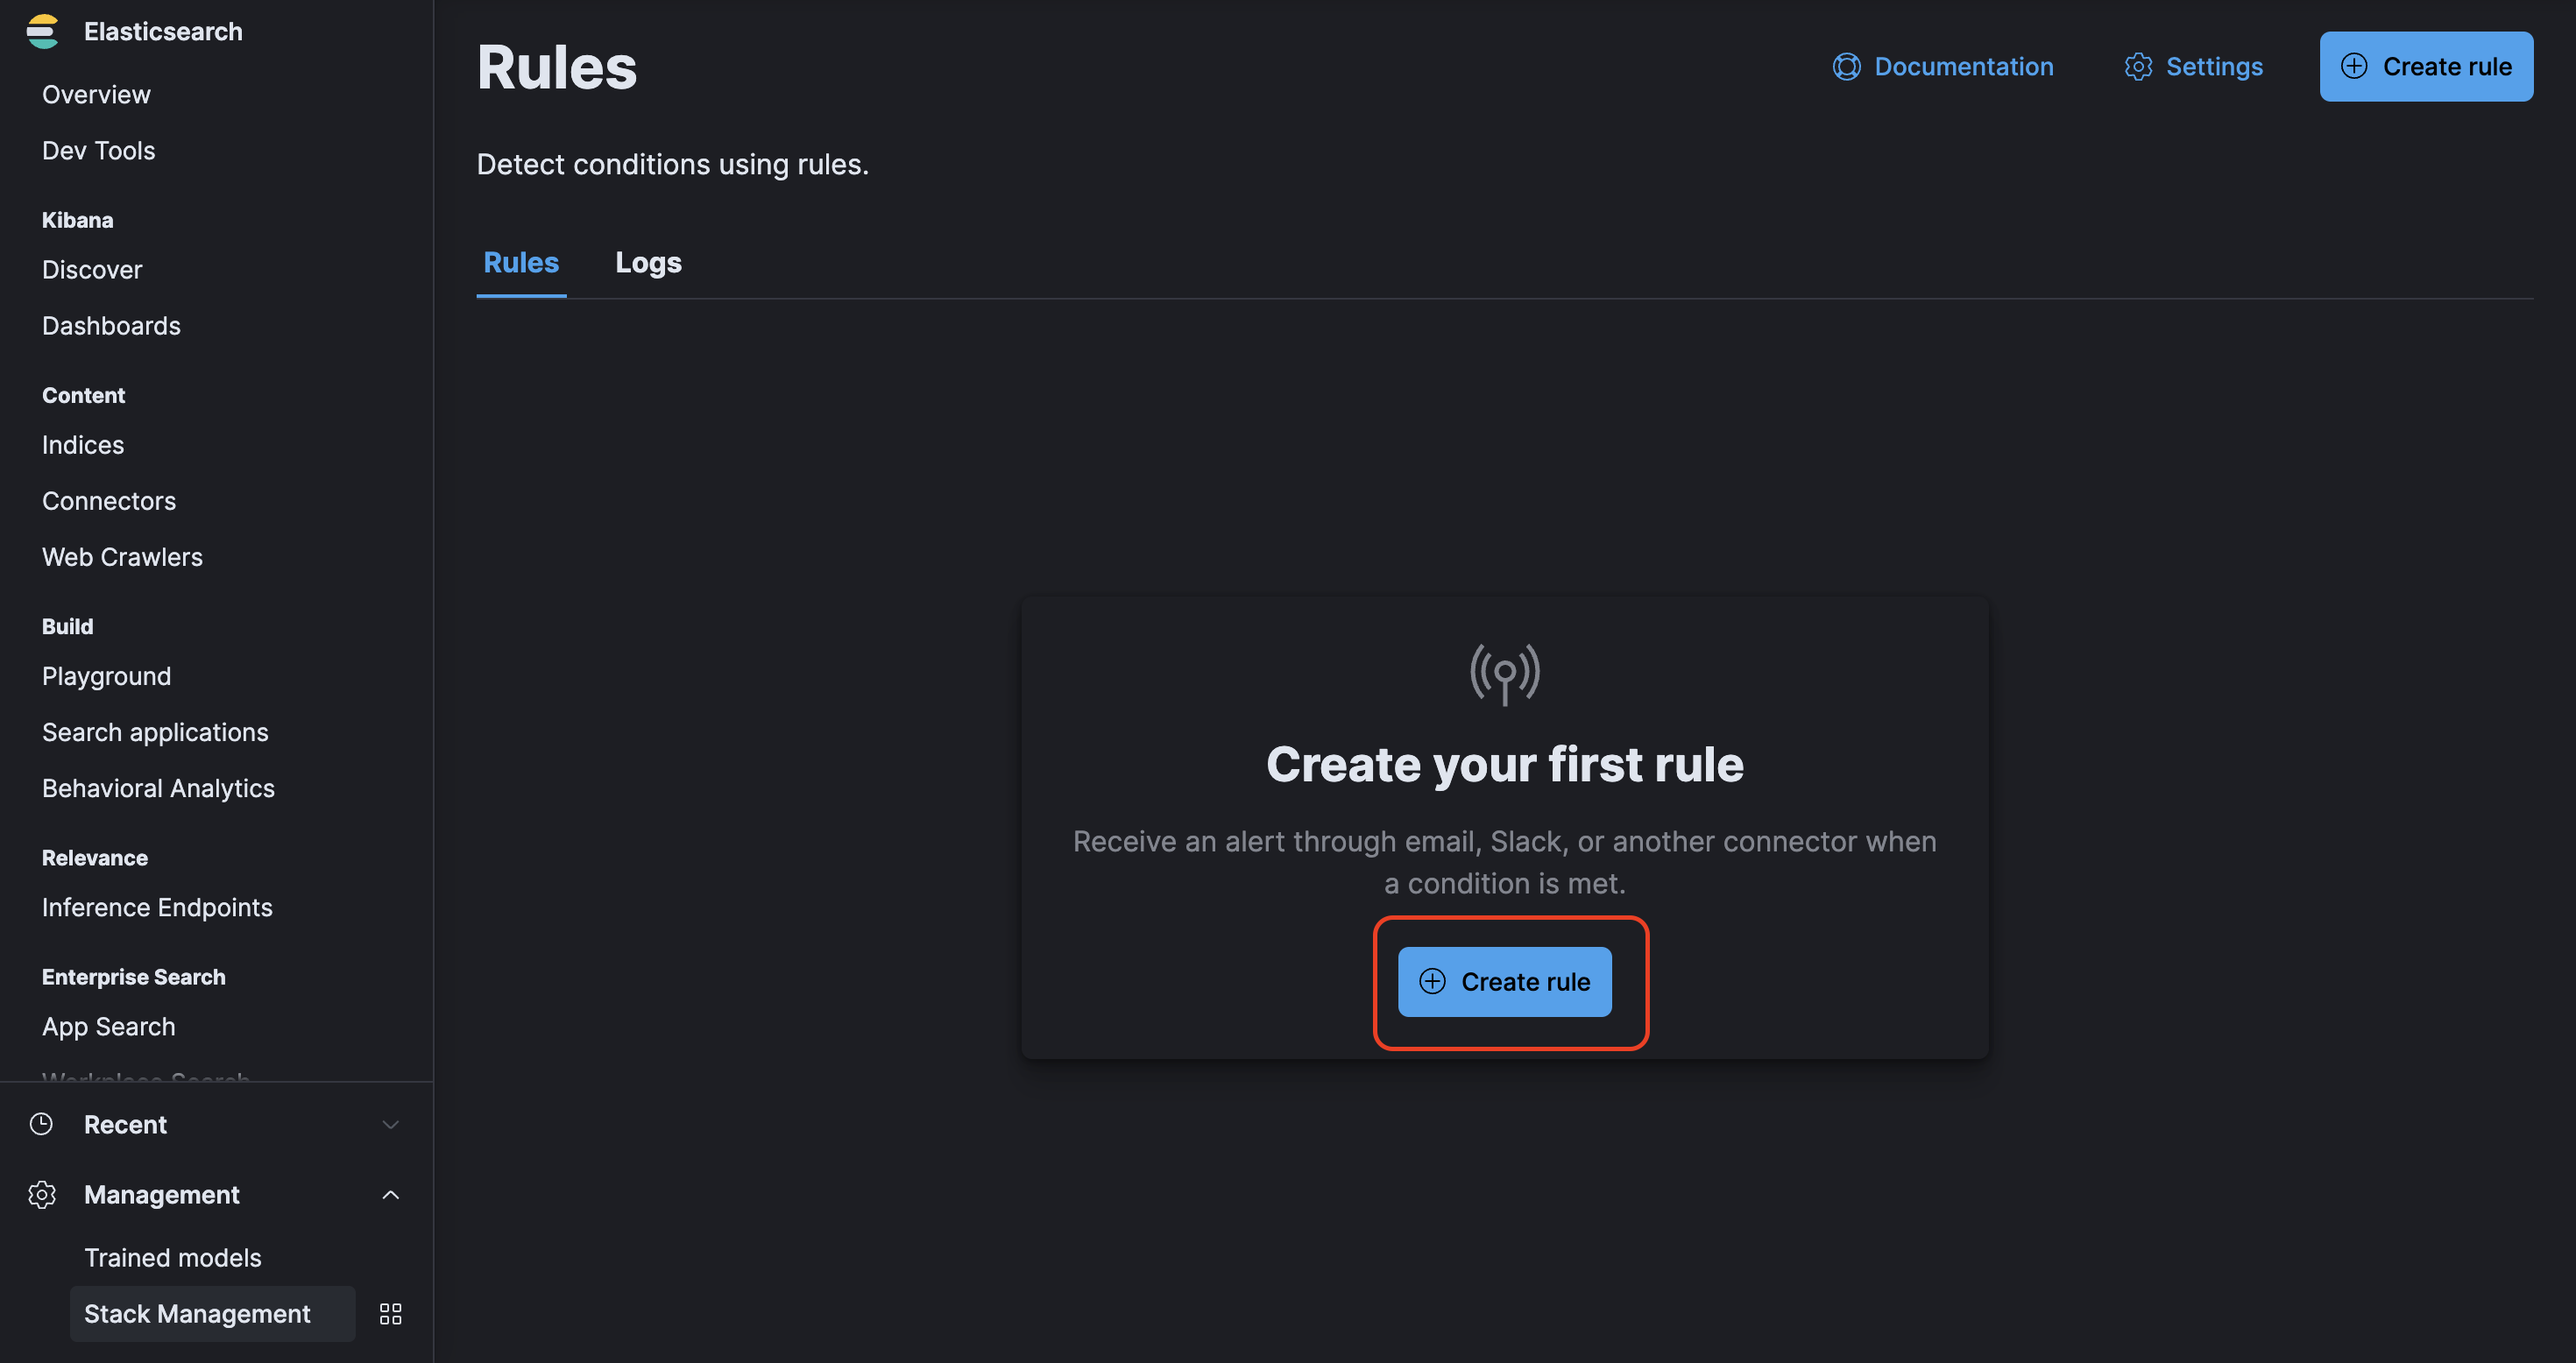 Elasticsearch
Overview
Dev Tools
Kibana
Discover
Dashboards
Content
Indices
Connectors
Web Crawlers
Build
Playground
Search applications
Behavioral Analytics
Relevance
Inference Endpoints
Enterprise Search
App Search
Workplace Search
Recent
Management
Trained models
Stack Management
Rules
Documentation
Settings
Create rule
Detect conditions using rules.
Rules
Logs
Create your first rule
Receive an alert through email, Slack, or another connector when
a condition is met.
Create rule